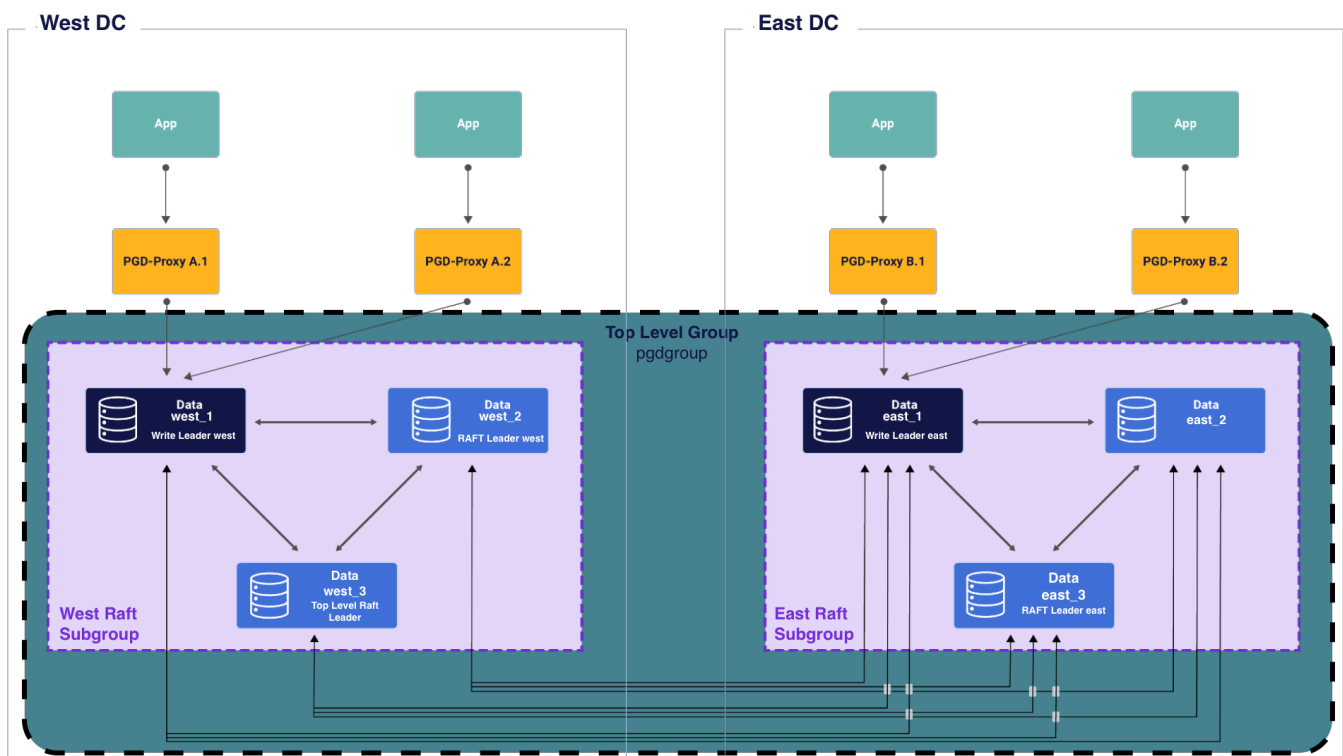 West DC
East DC
App
App
App
App
PGD-Proxy A.1
PGD-Proxy A.2
PGD-Proxy B.1
PGD-Proxy B.2
Top Level Group
pgdgroup
Data
west_1
Write Leader west
Data
west_2
RAFT Leader west
Data
east_1
Write Leader east
Data
east_2
Data
west_3
Top Level Raft
Leader
Data
east_3
RAFT Leader east
West Raft
Subgroup
East Raft
Subgroup